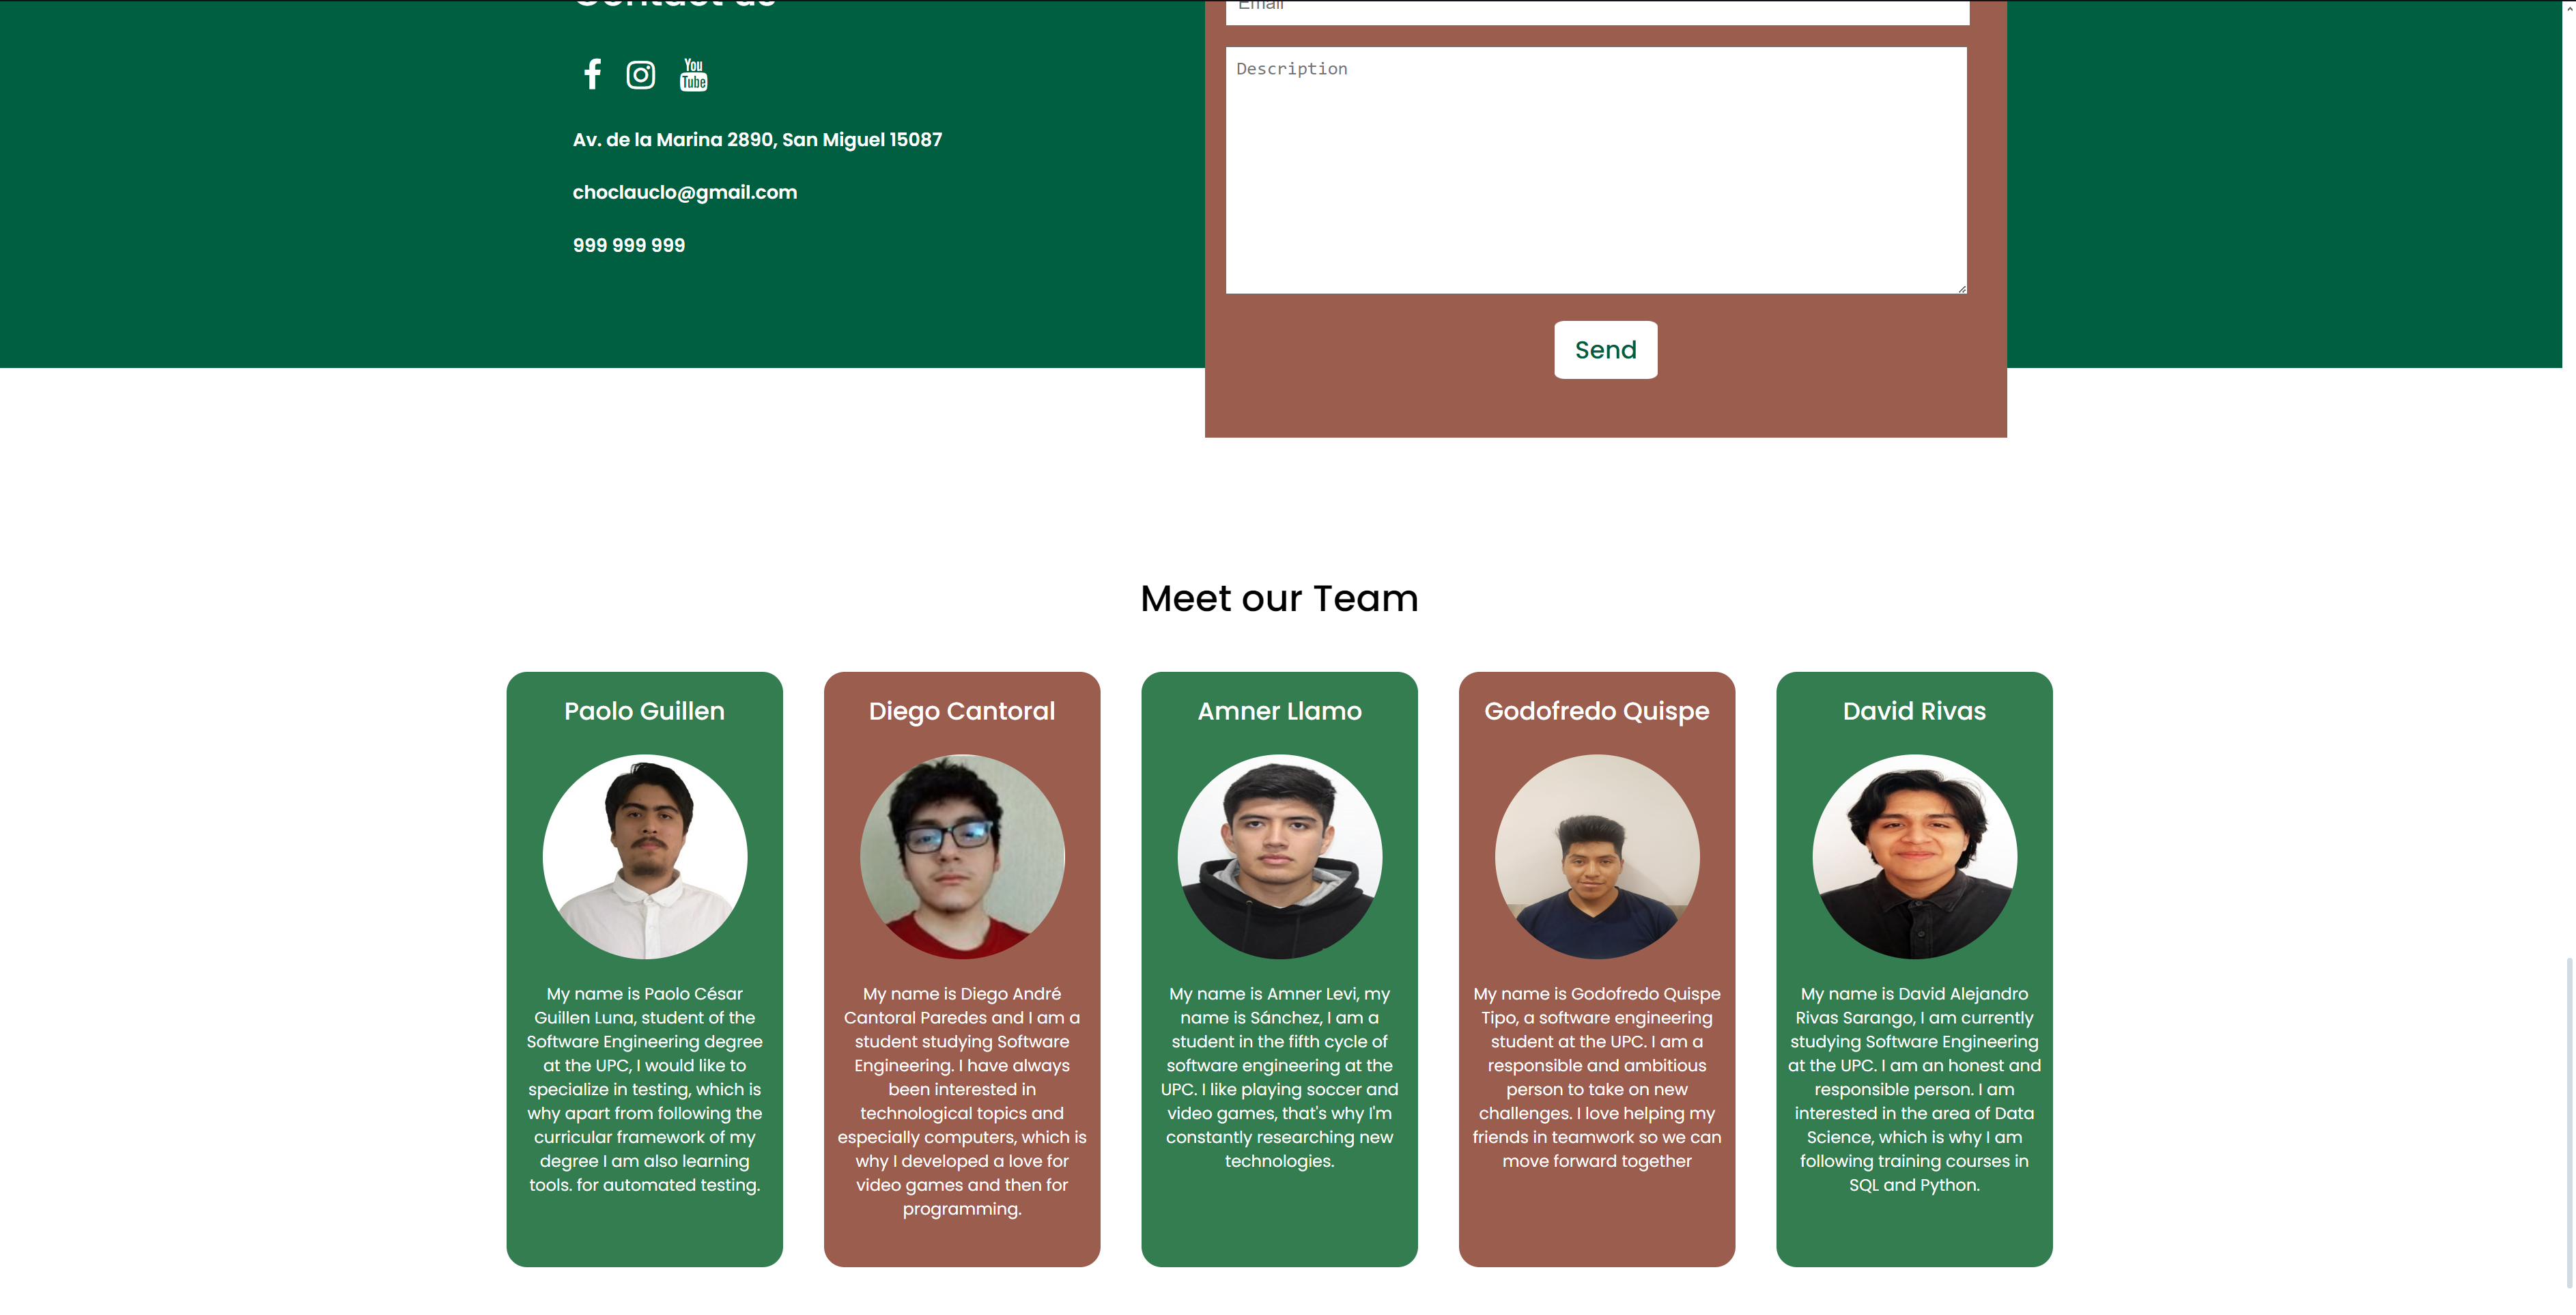 Contact us
Email
Description
You
Tube
Av. de la Marina 2890, San Miguel 15087
choclauclo@gmail.com
999 999 999
Send
Meet our Team
Paolo Guillen
My name is Paolo César
Guillen Luna, student of the
Software Engineering degree
at the UPC, I would like to
specialize in testing, which is
why apart from following the
curricular framework of my
degree I am also learning
tools. for automated testing.
Diego Cantoral
My name is Diego André
Cantoral Paredes and I am a
student studying Software
Engineering. I have always
been interested in
technological topics and
especially computers, which is
why I developed a love for
video games and then for
programming.
Amner Llamo
My name is Amner Levi, my
name is Sánchez, I am a
student in the fifth cycle of
software engineering at the
UPC. I like playing soccer and
video games, that's why I'm
constantly researching new
technologies.
Godofredo Quispe
My name is Godofredo Quispe
Tipo, a software engineering
student at the UPC. I am a
responsible and ambitious
person to take on new
challenges. I love helping my
friends in teamwork so we can
move forward together
David Rivas
My name is David Alejandro
Rivas Sarango, I am currently
studying Software Engineering
at the UPC. I am an honest and
responsible person. I am
interested in the area of Data
Science, which is why I am
following training courses in
SQL and Python.